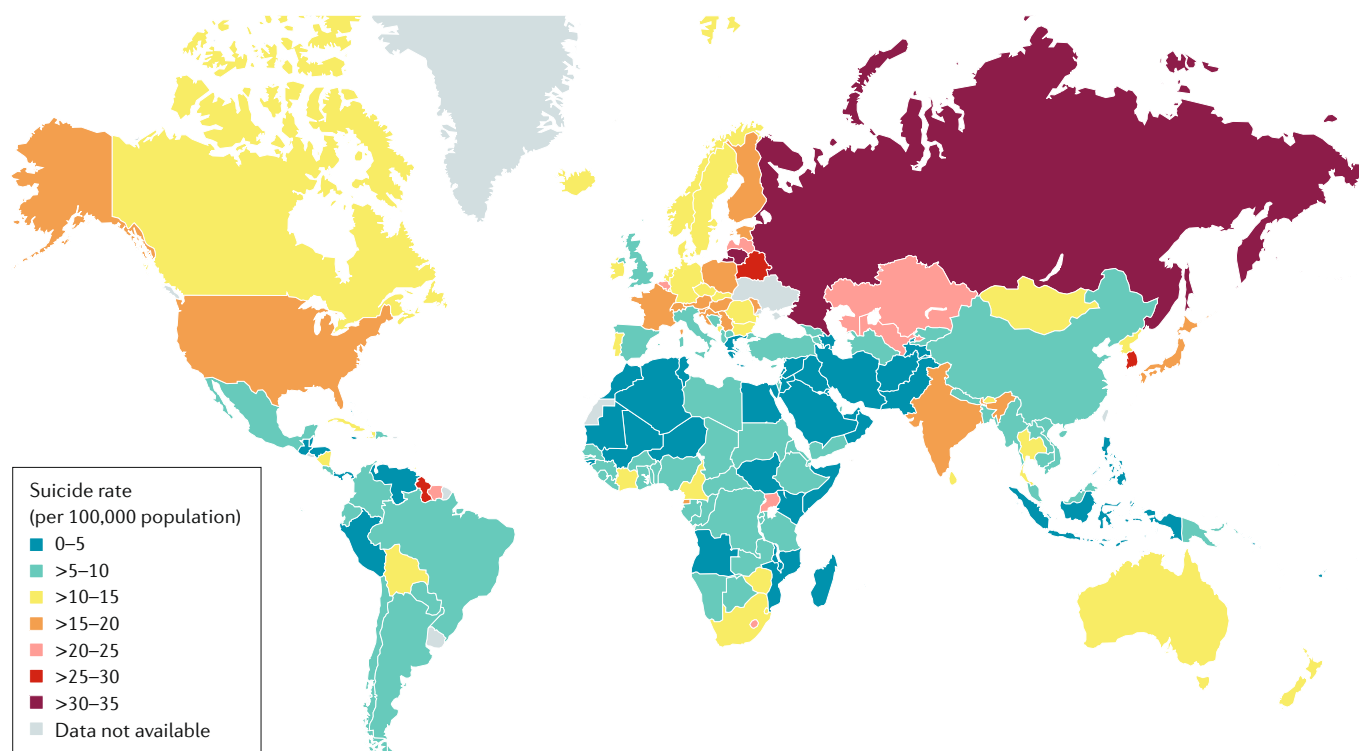 Suicide rate
(per 100,000 population)
0–5
>5–10
>10–15
>15–20
>20–25
>25–30
>30–35
Data not available